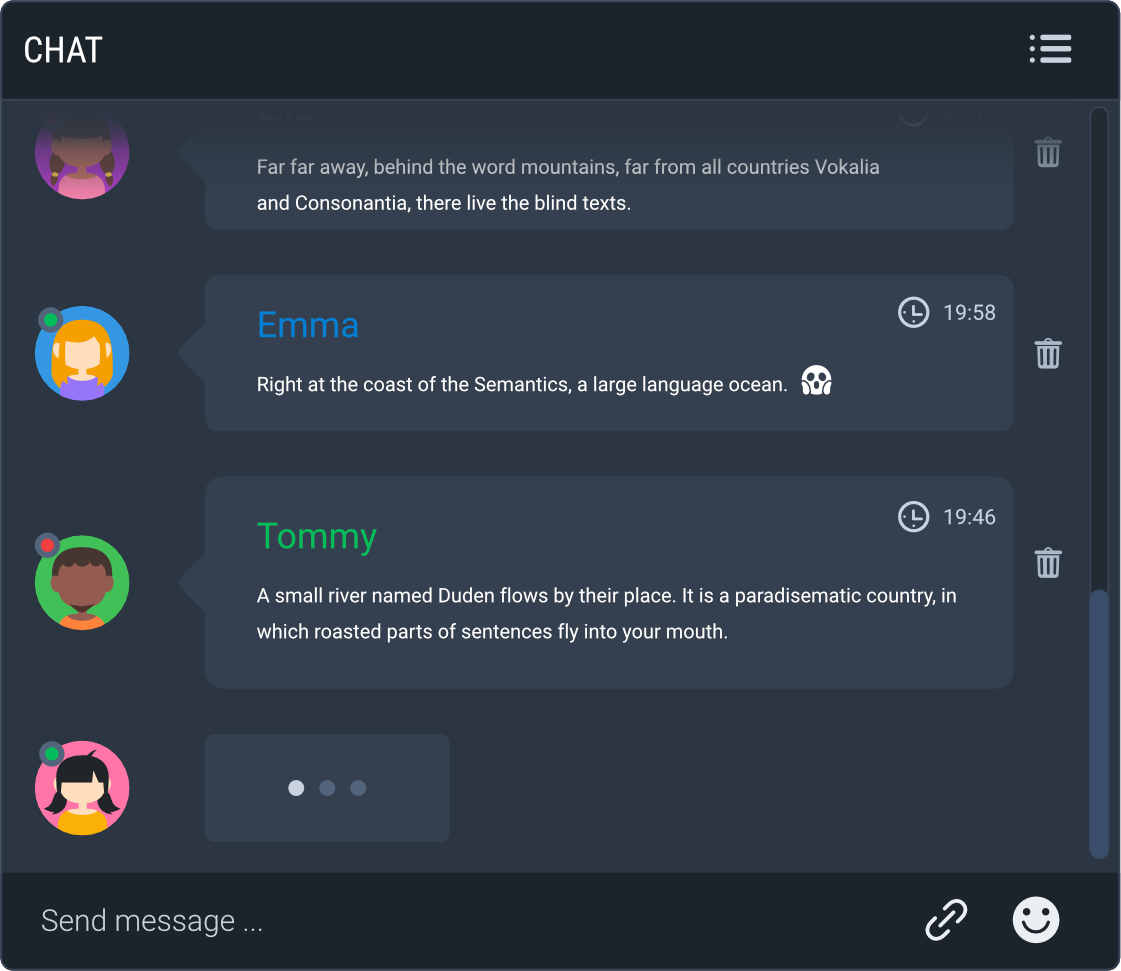 CHAT
Far far away, behind the word mountains, far from all countries Vokalia
and Consonantia, there live the blind texts.
Emma
19:58
Right at the coast of the Semantics, a large language ocean.
Tommy
19:46
A small river named Duden flows by their place. It is a paradisematic country, in
which roasted parts of sentences fly into your mouth.
Send message ...